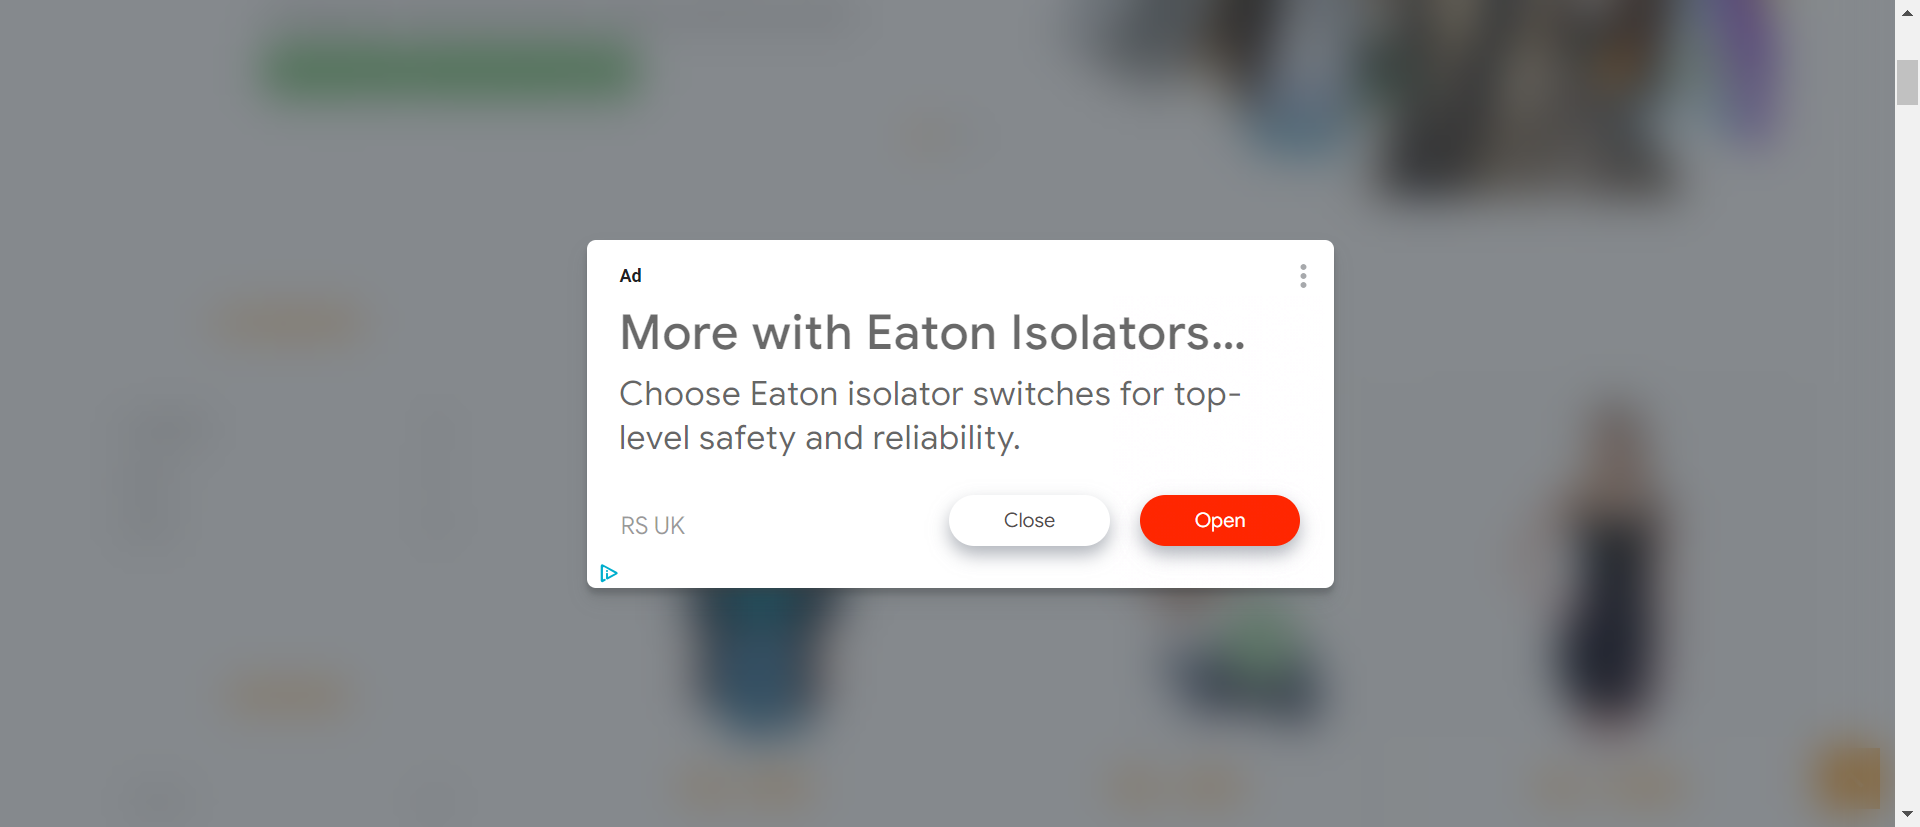 Ad
More with Eaton Isolators...
Choose Eaton isolator switches for top-
level safety and reliability.
RS UK
Close
Open